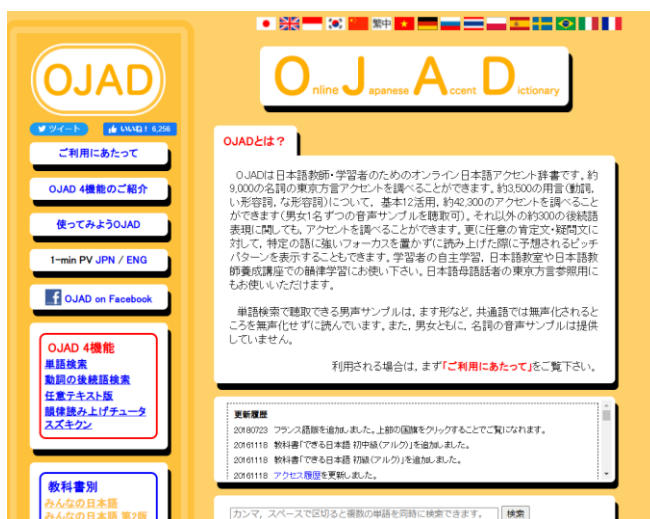 繁中
OJAD
Online Japanese Accent Dictionary
ツイート
いいね！ 6,256
ご利用にあたって
OJAD 4機能のご紹介
使ってみようOJAD
1-min PV JPN / ENG
OJAD on Facebook
OJAD 4機能
単語検索
動詞の後続語検索
任意テキスト版
韻律読み上げチュータ
スズキクン
教科書別
みんなの日本語
みんなの日本語 第2版
OJADとは？
OJADは日本語教師・学習者のためのオンライン日本語アクセント辞書です。約
9,000の名詞の東京方言アクセントを調べることができます。約3,500の用言（動詞,
い形容詞, な形容詞）について, 基本12活用, 約42,300のアクセントを調べること
ができます（男女1名ずつの音声サンプルを聴取可）。それ以外の約300の後続語
表現に関しても, アクセントを調べることができます。更に任意の肯定文・疑問文に
対して, 特定の語に強いフォーカスを置かずに読み上げた際に予想されるピッチ
パターンを表示することもできます。学習者の自主学習, 日本語教室や日本語教
師養成講座での韻律学習にお使い下さい。日本語母語話者の東京方言参照用に
もお使いいただけます。
単語検索で聴取できる男声サンプルは, ます形など, 共通語では無声化されると
ころを無声化せずに読んでいます。また, 男女ともに, 名詞の音声サンプルは提供
していません。
利用される場合は, まず「ご利用にあたって」をご覧下さい。
更新履歴
20180723 フランス語版を追加しました。上部の国旗をクリックすることでご覧になれます。
20161118 教科書「できる日本語 初中級（アルク）」を追加しました。
20161118 教科書「できる日本語 初級（アルク）」を追加しました。
20161118 アクセス履歴を更新しました。
カンマ, スペースで区切ると複数の単語を同時に検索できます。 検索